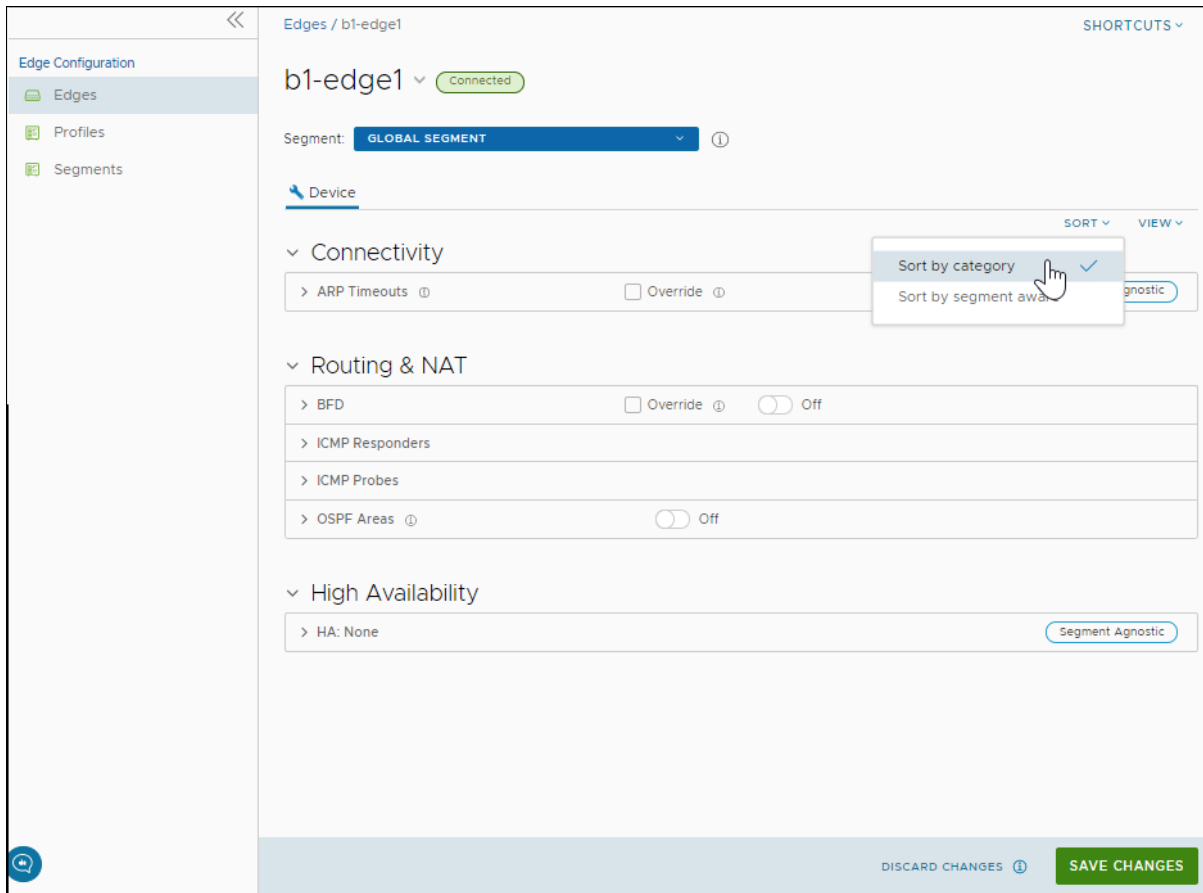 Edges / b1-edge1
SHORTCUTS
Edge Configuration
Edges
Profiles
Segments
b1-edge1
Connected
Segment:
GLOBAL SEGMENT
Device
SORT
VIEW
Connectivity
Sort by category
Sort by segment
ARP Timeouts
Override
Routing & NAT
BFD
Override
Off
ICMP Responders
ICMP Probes
OSPF Areas
Off
High Availability
HA: None
Segment Agnostic
DISCARD CHANGES
SAVE CHANGES